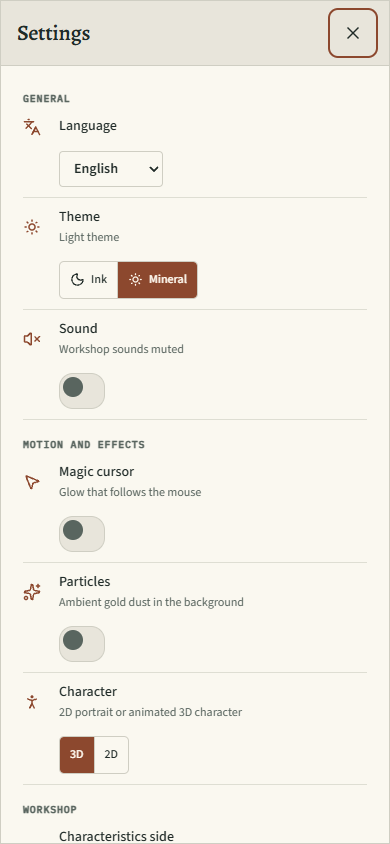 Settings
GENERAL
Language
English
Theme
Light theme
Ink
Mineral
Sound
Workshop sounds muted
MOTION AND EFFECTS
Magic cursor
Glow that follows the mouse
Particles
Ambient gold dust in the background
Character
2D portrait or animated 3D character
3D
2D
WORKSHOP
Characteristics side